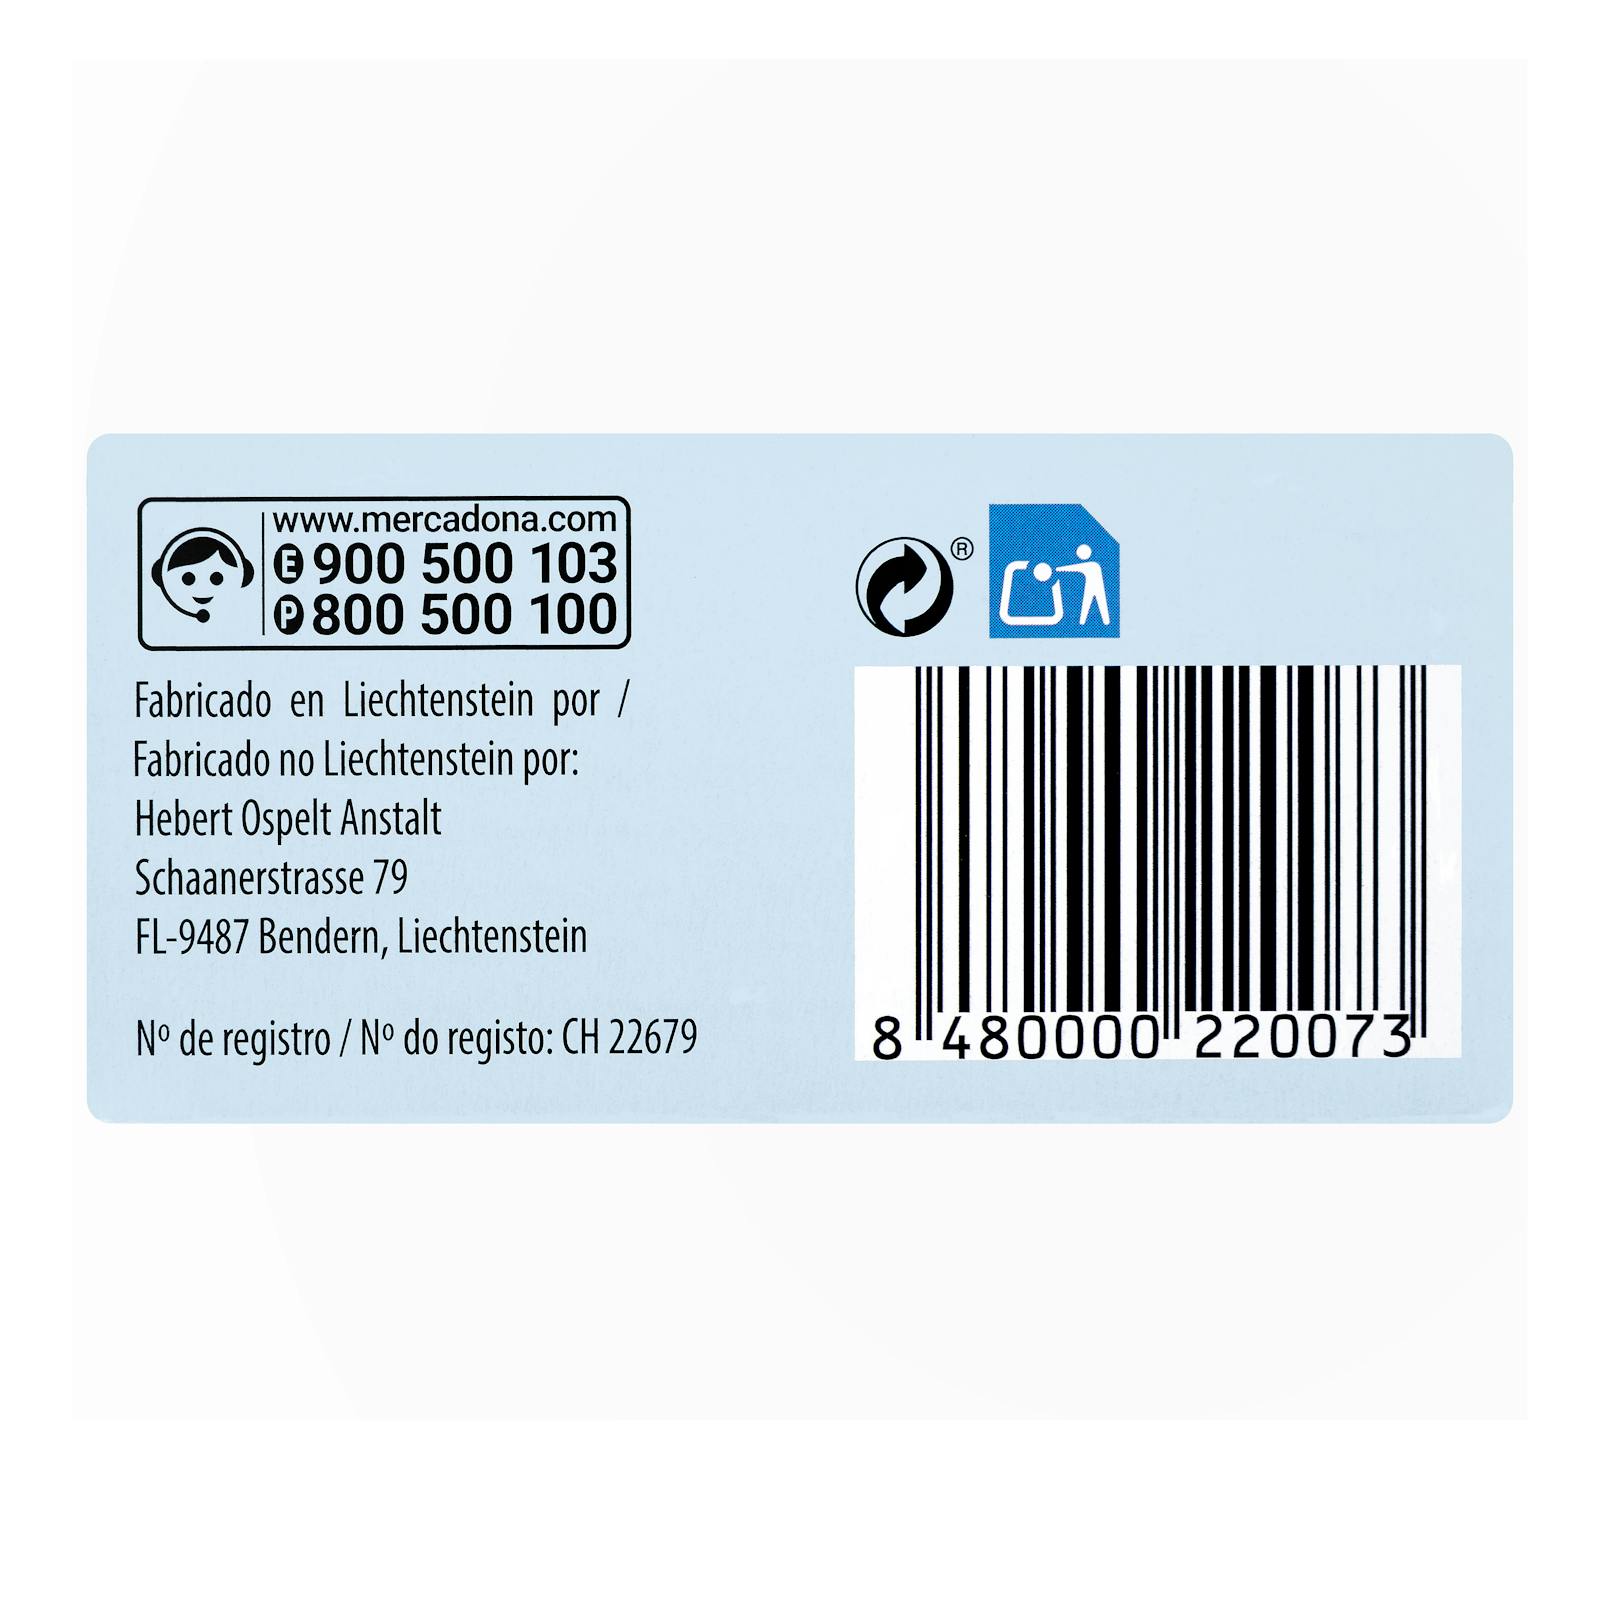 www.mercadona.com
E 900 500 103
P 800 500 100
Fabricado en Liechtenstein por /
Fabricado no Liechtenstein por:
Hebert Ospelt Anstalt
Schaanerstrasse 79
FL-9487 Bendern, Liechtenstein
Nº de registro / Nº do registo: CH 22679
®
8 480000 220073